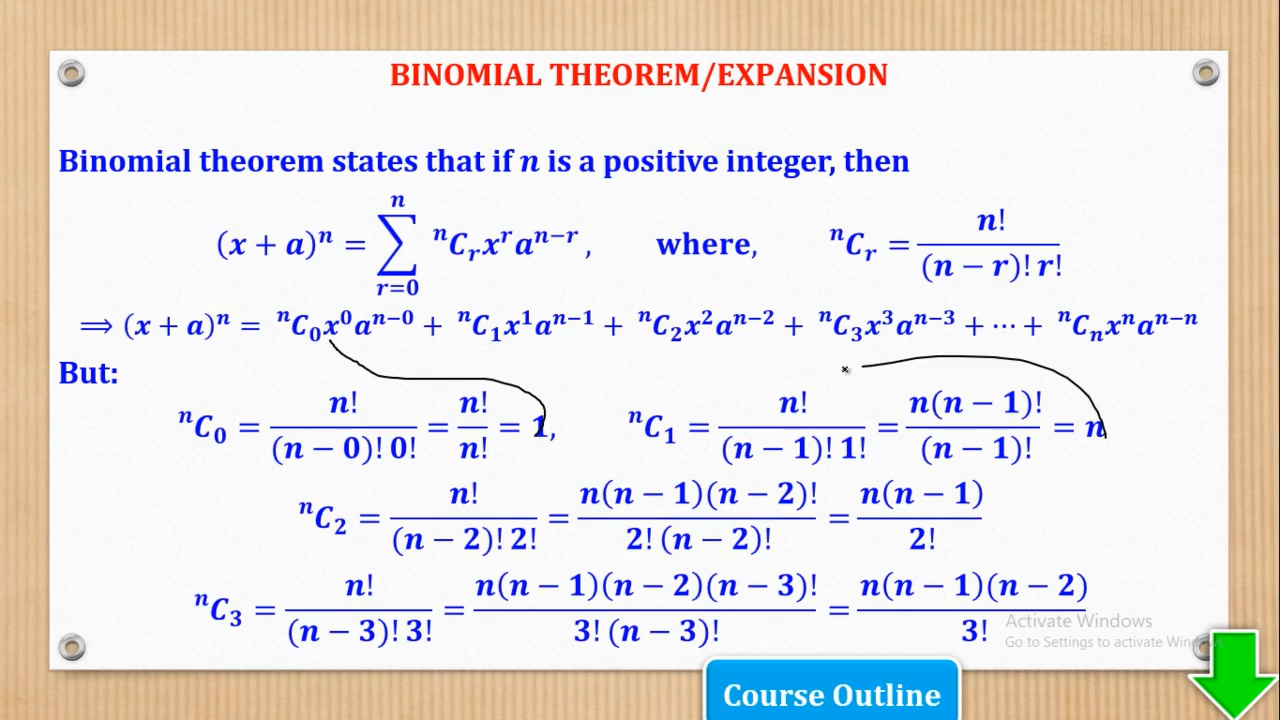 BINOMIAL THEOREM/EXPANSION
Binomial theorem states that if n is a positive integer, then
(x + a)ⁿ = ∑_{r=0}^{n} ⁿCᵣxʳaⁿ⁻ʳ, where, ⁿCᵣ = n!/((n − r)! r!)
⟹ (x + a)ⁿ = ⁿC₀x⁰aⁿ⁻⁰ + ⁿC₁x¹aⁿ⁻¹ + ⁿC₂x²aⁿ⁻² + ⁿC₃x³aⁿ⁻³ + ⋯ + ⁿCₙxⁿaⁿ⁻ⁿ
But:
ⁿC₀ = n!/((n − 0)! 0!) = n!/n! = 1, ⁿC₁ = n!/((n − 1)! 1!) = n(n − 1)!/(n − 1)! = n
ⁿC₂ = n!/((n − 2)! 2!) = n(n − 1)(n − 2)!/(2! (n − 2)!) = n(n − 1)/2!
ⁿC₃ = n!/((n − 3)! 3!) = n(n − 1)(n − 2)(n − 3)!/(3! (n − 3)!) = n(n − 1)(n − 2)/3!
Activate Windows
Go to Settings to activate Windows.
Course Outline